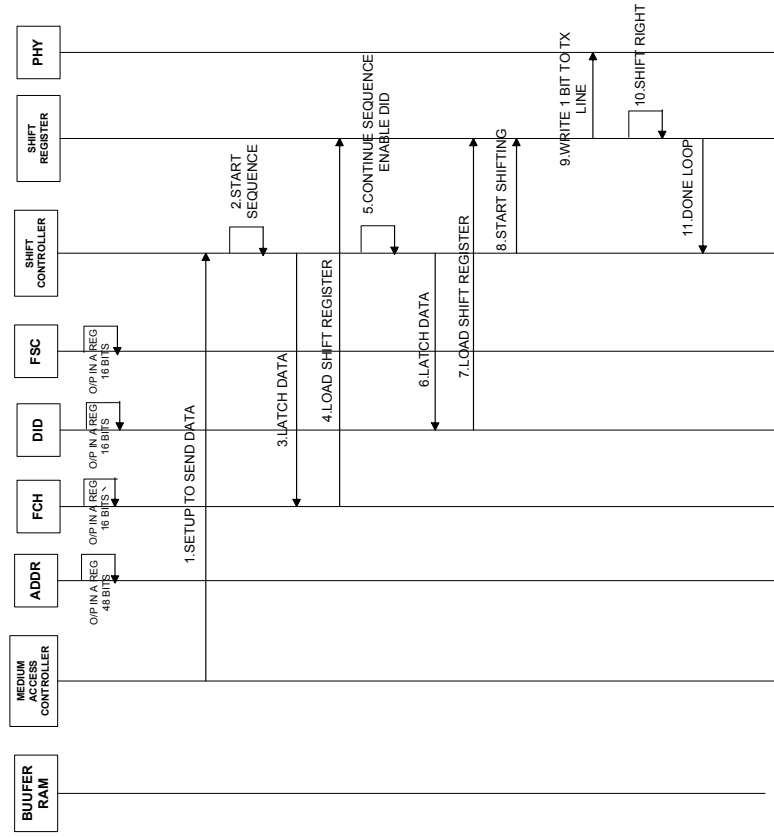 BUUFER
RAM
MEDIUM
ACCESS
CONTROLLER
ADDR
FCH
DID
FSC
SHIFT
CONTROLLER
SHIFT
REGISTER
PHY
O/P IN A REG
48 BITS
O/P IN A REG
16 BITS`
O/P IN A REG
16 BITS
O/P IN A REG
16 BITS
1.SETUP TO SEND DATA
2.START
SEQUENCE
3.LATCH DATA
4.LOAD SHIFT REGISTER
5.CONTINUE SEQUENCE
ENABLE DID
6.LATCH DATA
7.LOAD SHIFT REGISTER
8.START SHIFTING
9.WRITE 1 BIT TO TX
LINE
10.SHIFT RIGHT
11.DONE LOOP